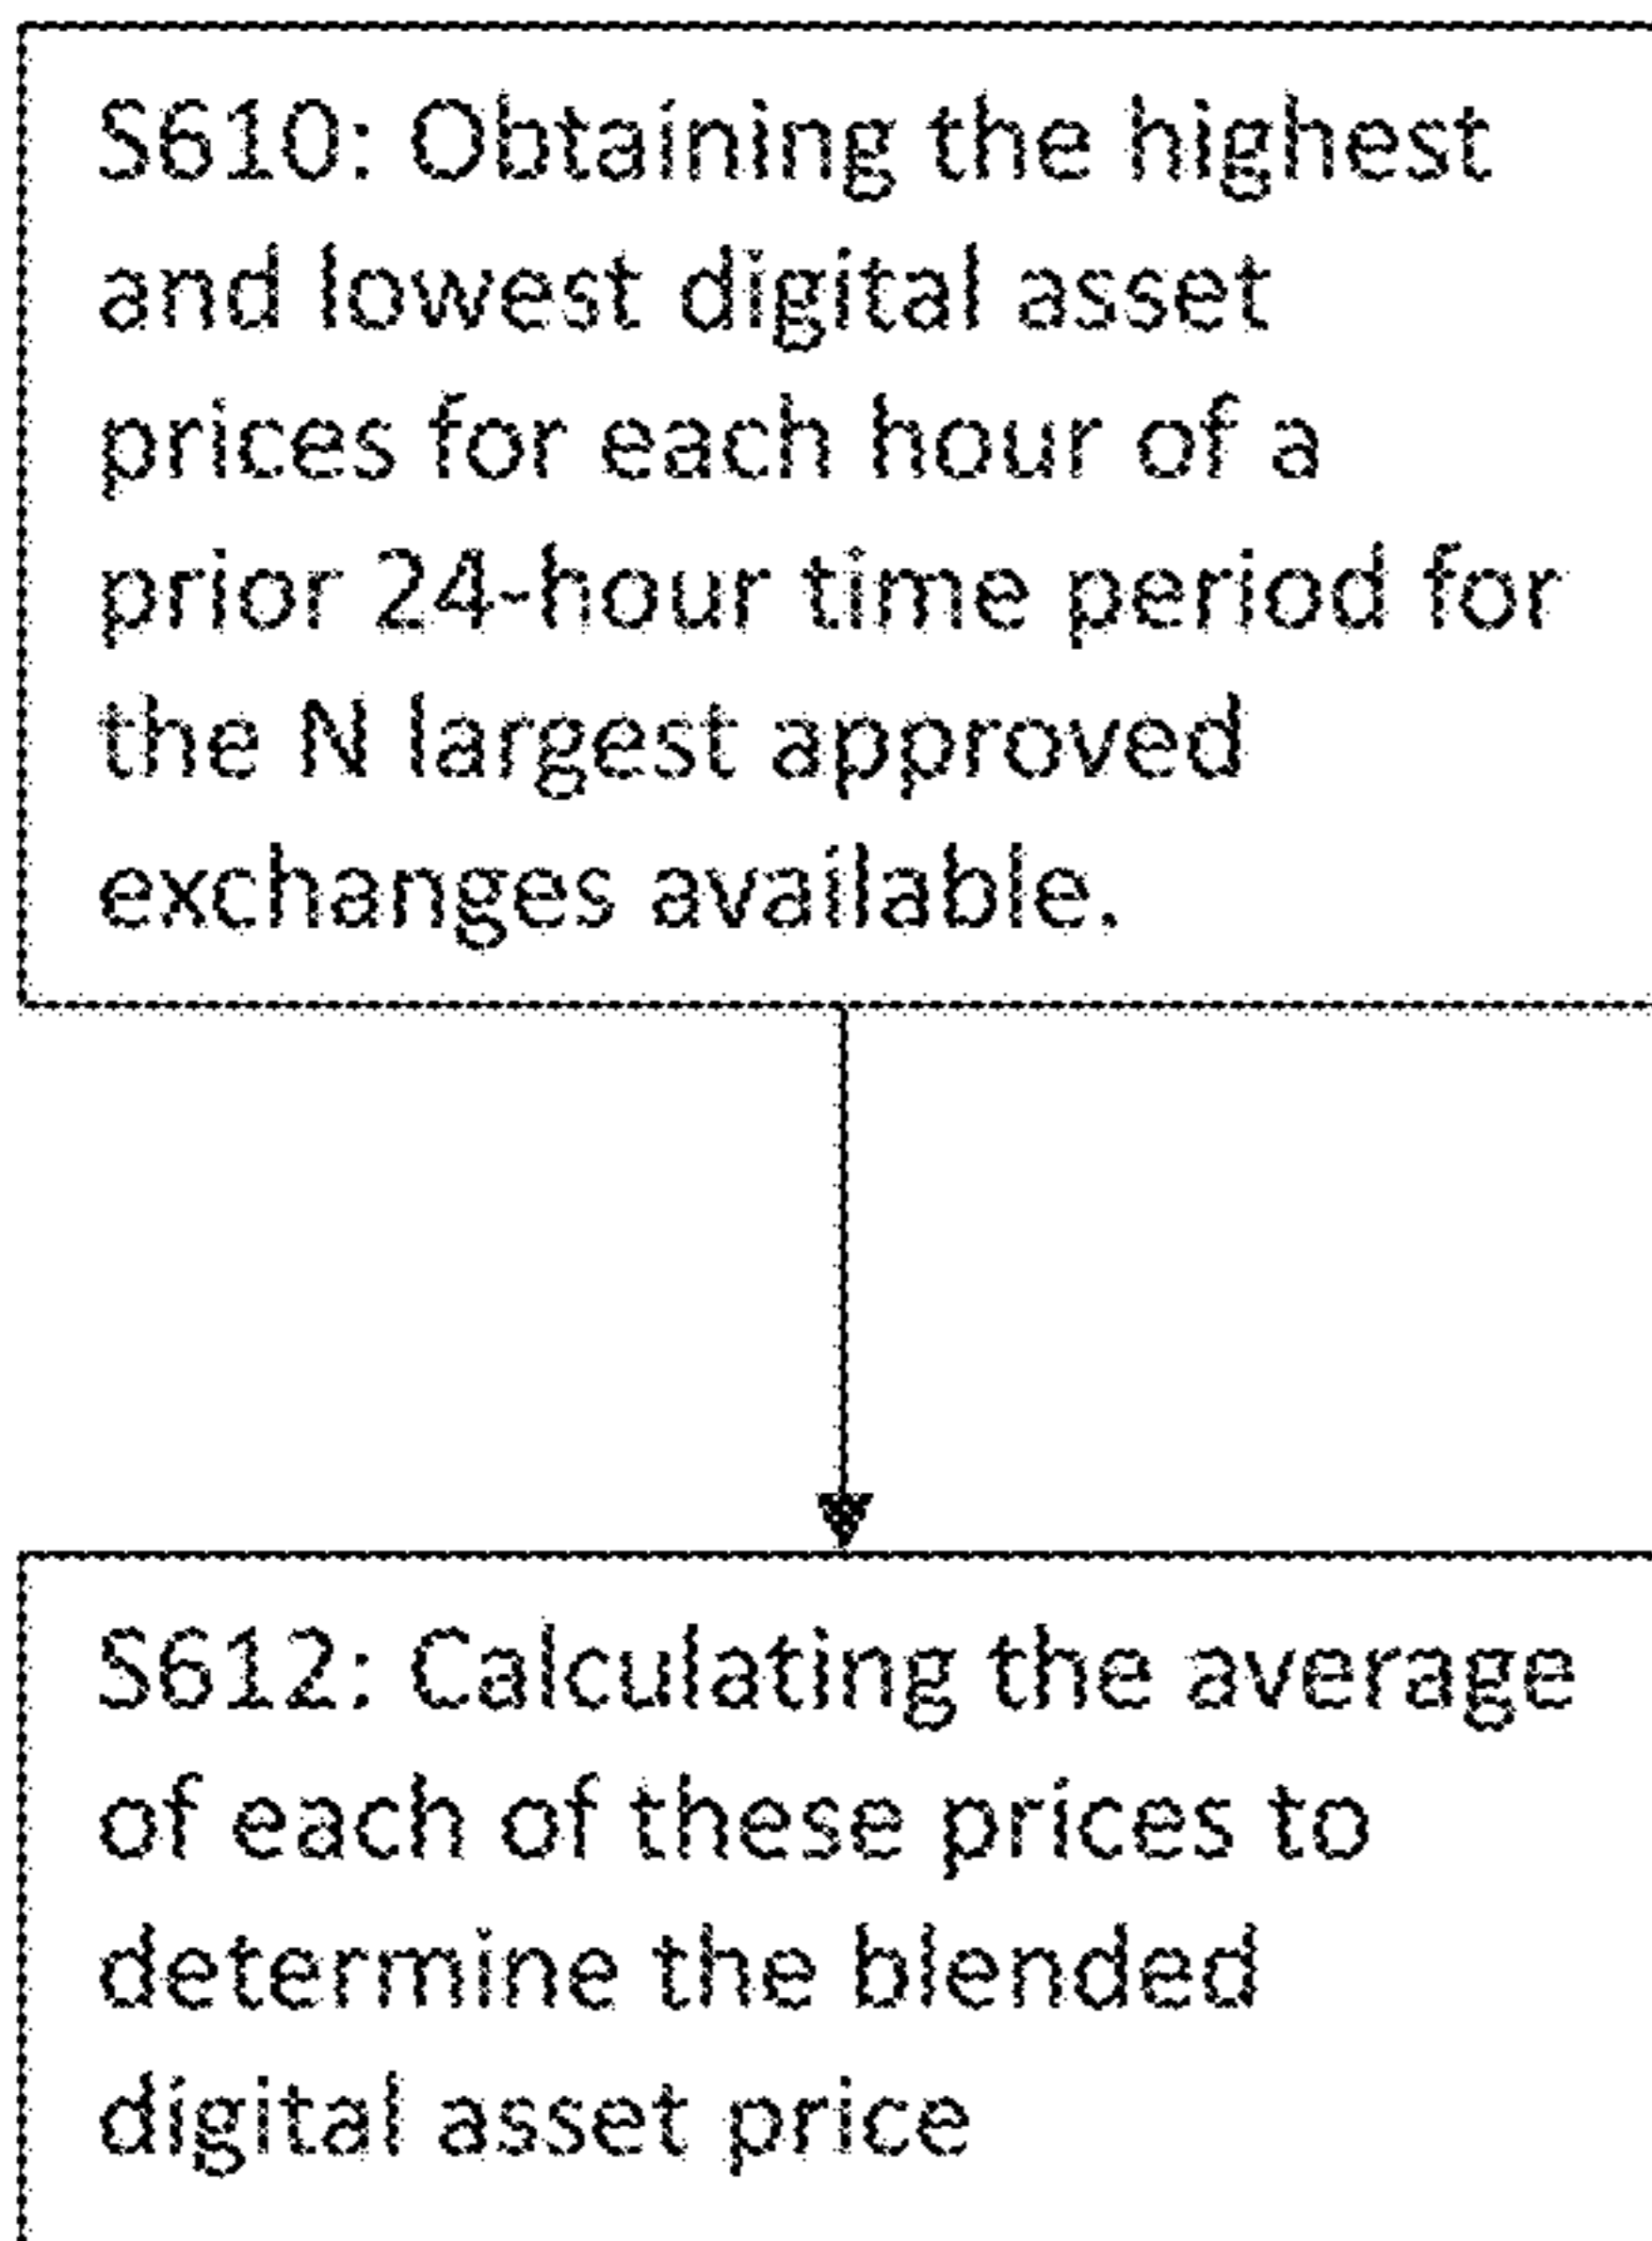 S610: Obtaining the highest
and lowest digital asset
prices for each hour of a
prior 24-hour time period for
the N largest approved
exchanges available.
S612: Calculating the average
of each of these prices to
determine the blended
digital asset price